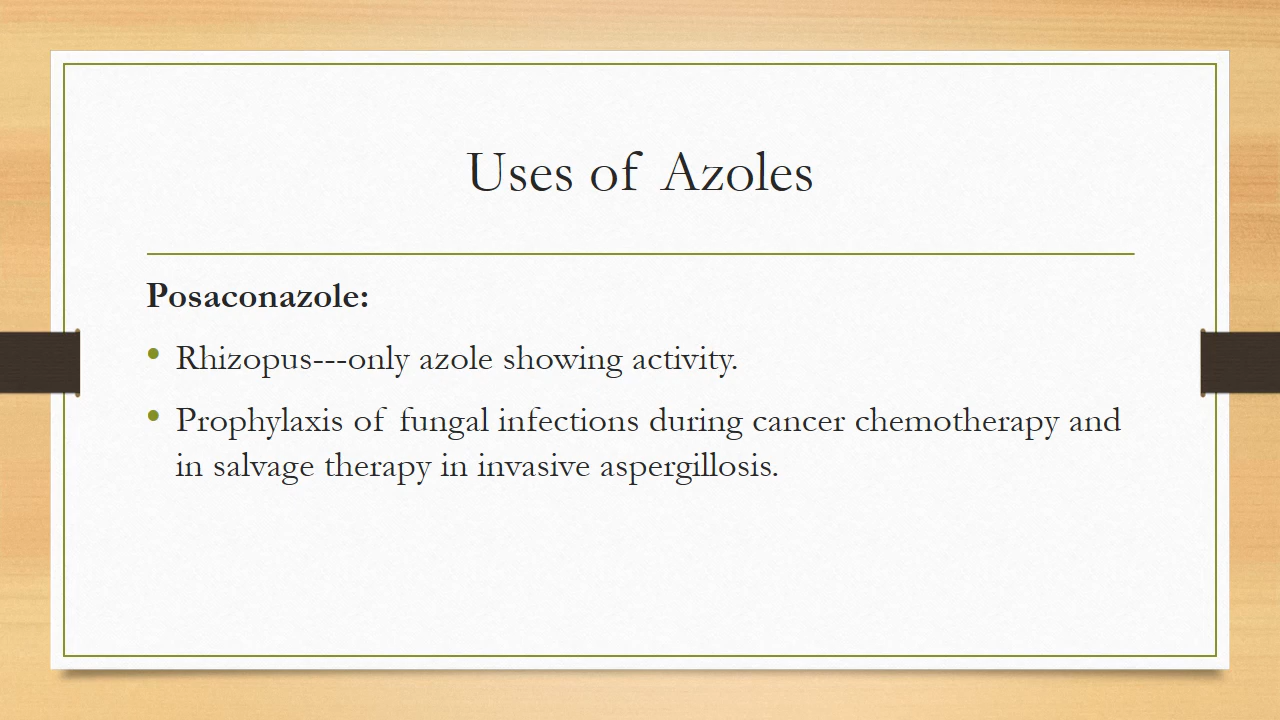 Uses of Azoles
Posaconazole:
• Rhizopus---only azole showing activity.
• Prophylaxis of fungal infections during cancer chemotherapy and
in salvage therapy in invasive aspergillosis.